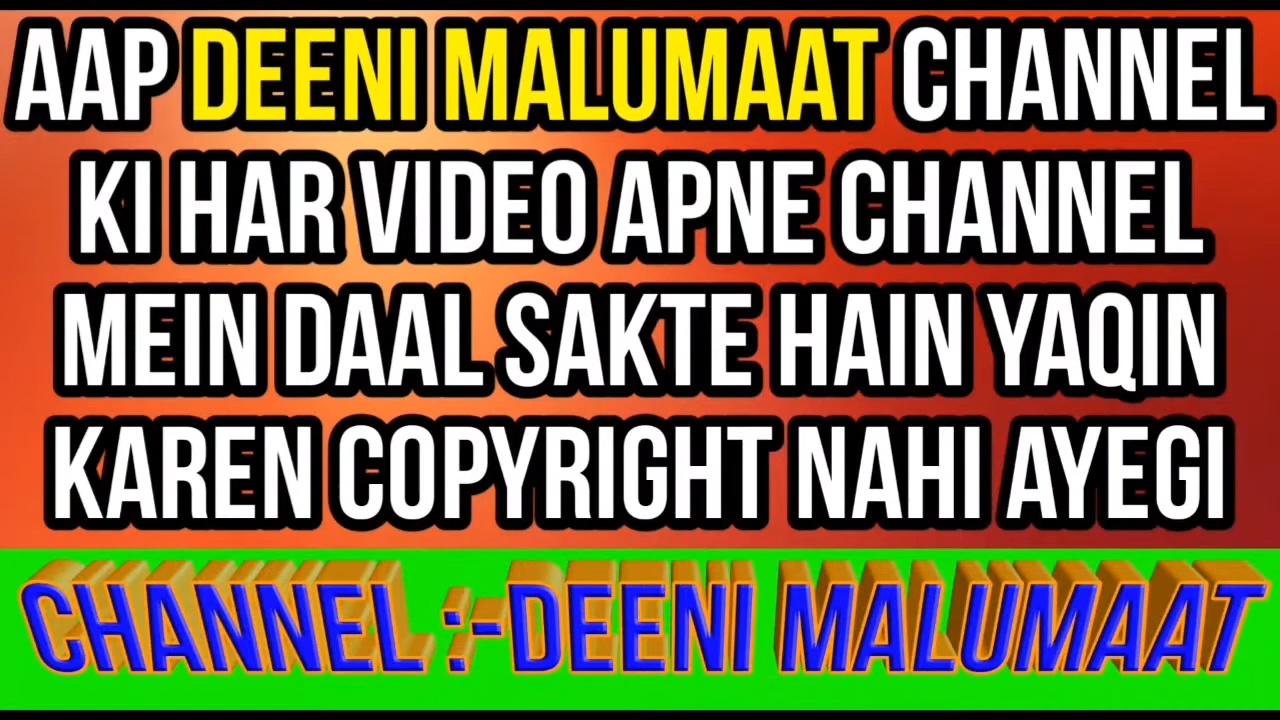 AAP DEENI MALUMAAT CHANNEL
KI HAR VIDEO APNE CHANNEL
MEIN DAAL SAKTE HAIN YAQIN
KAREN COPYRIGHT NAHI AYEGI
CHANNEL :-DEENI MALUMAAT